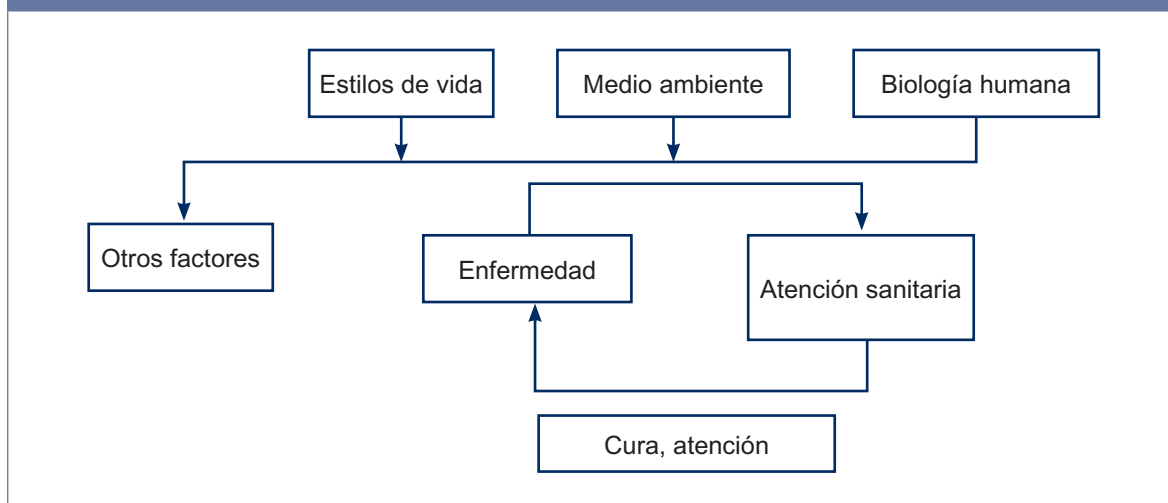 Estilos de vida
Medio ambiente
Biología humana
Otros factores
Enfermedad
Atención sanitaria
Cura, atención